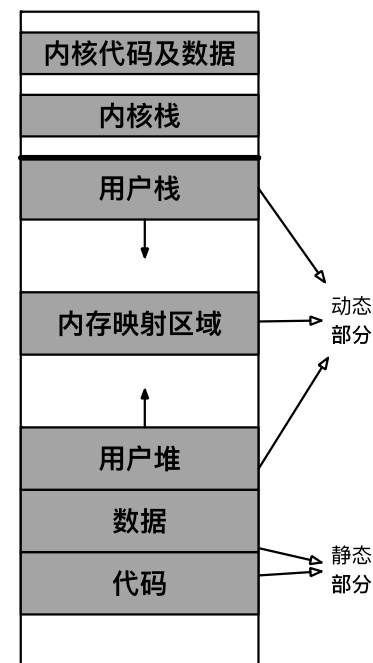 内核代码及数据
内核栈
用户栈
内存映射区域
动态
部分
用户堆
数据
代码
静态
部分